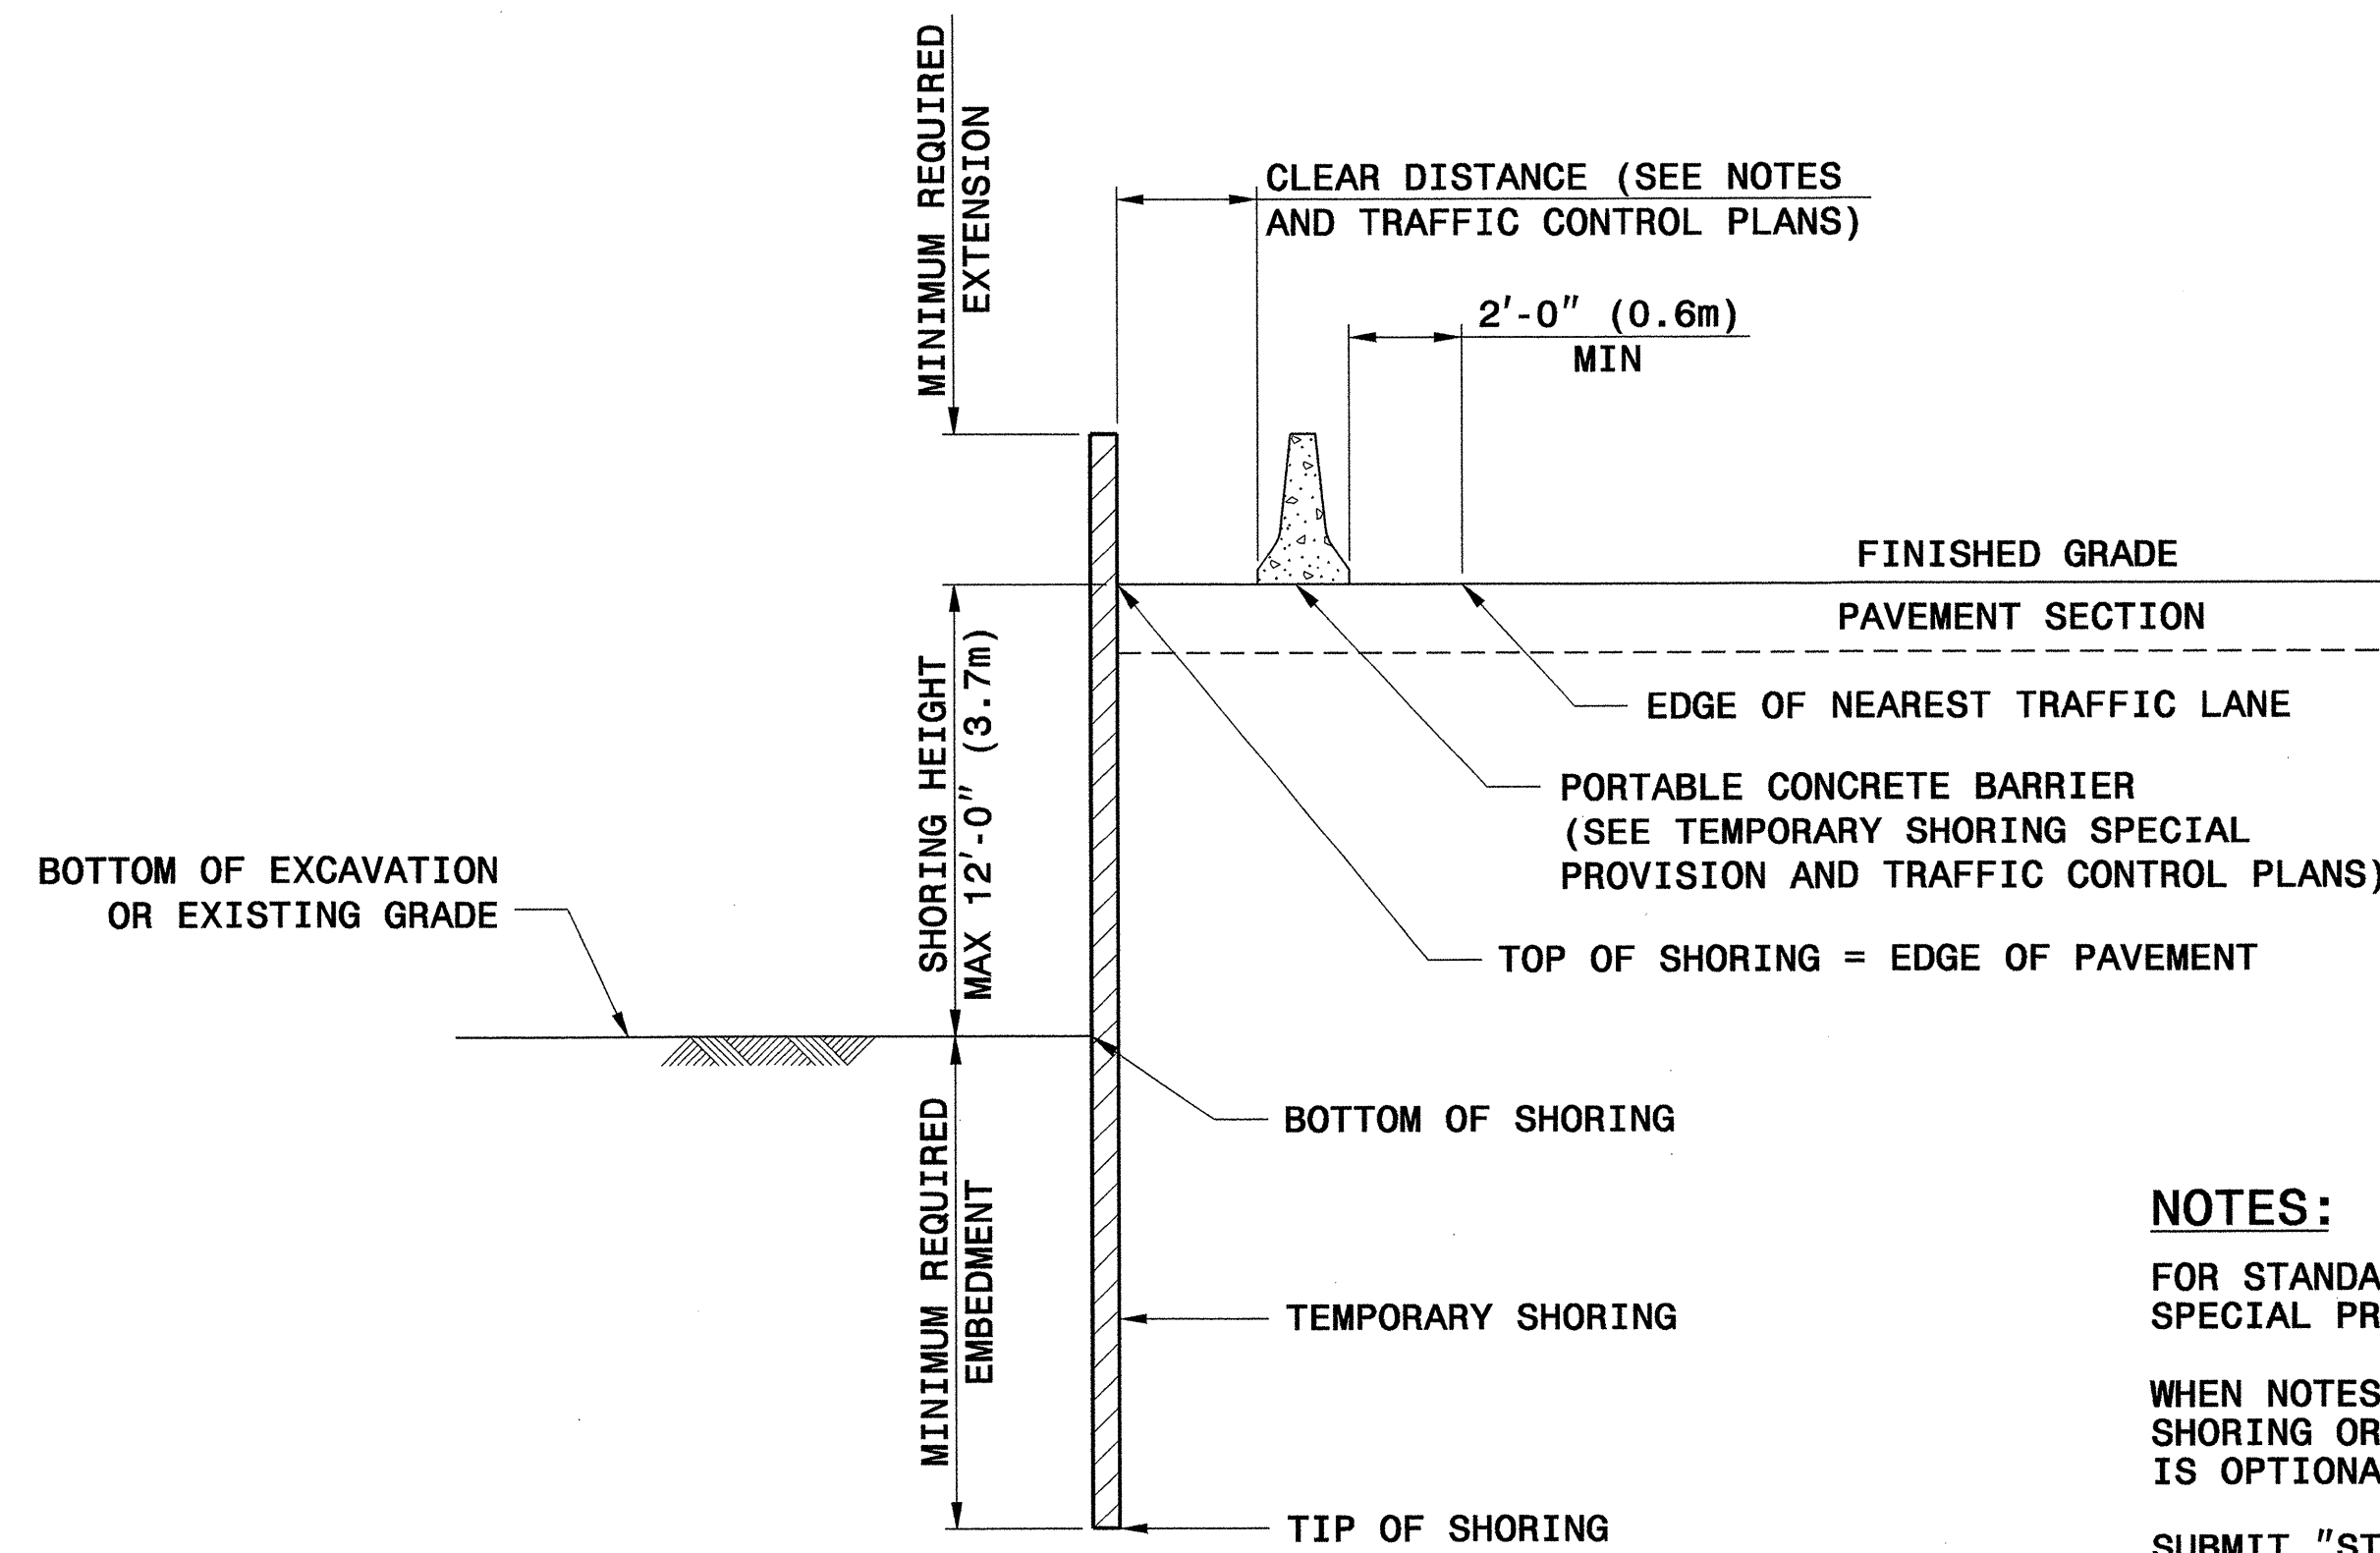 MINIMUM REQUIRED
EXTENSION
CLEAR DISTANCE (SEE NOTES
AND TRAFFIC CONTROL PLANS)
2'-0" (0.6m)
MIN
FINISHED GRADE
PAVEMENT SECTION
EDGE OF NEAREST TRAFFIC LANE
SHORING HEIGHT
MAX 12'-0" (3.7m)
PORTABLE CONCRETE BARRIER
(SEE TEMPORARY SHORING SPECIAL
PROVISION AND TRAFFIC CONTROL PLANS)
BOTTOM OF EXCAVATION
OR EXISTING GRADE
TOP OF SHORING = EDGE OF PAVEMENT
BOTTOM OF SHORING
MINIMUM REQUIRED
EMBEDMENT
TEMPORARY SHORING
TIP OF SHORING
NOTES:
FOR STANDA
SPECIAL PR
WHEN NOTES
SHORING OR
IS OPTIONA
SUBMIT "ST